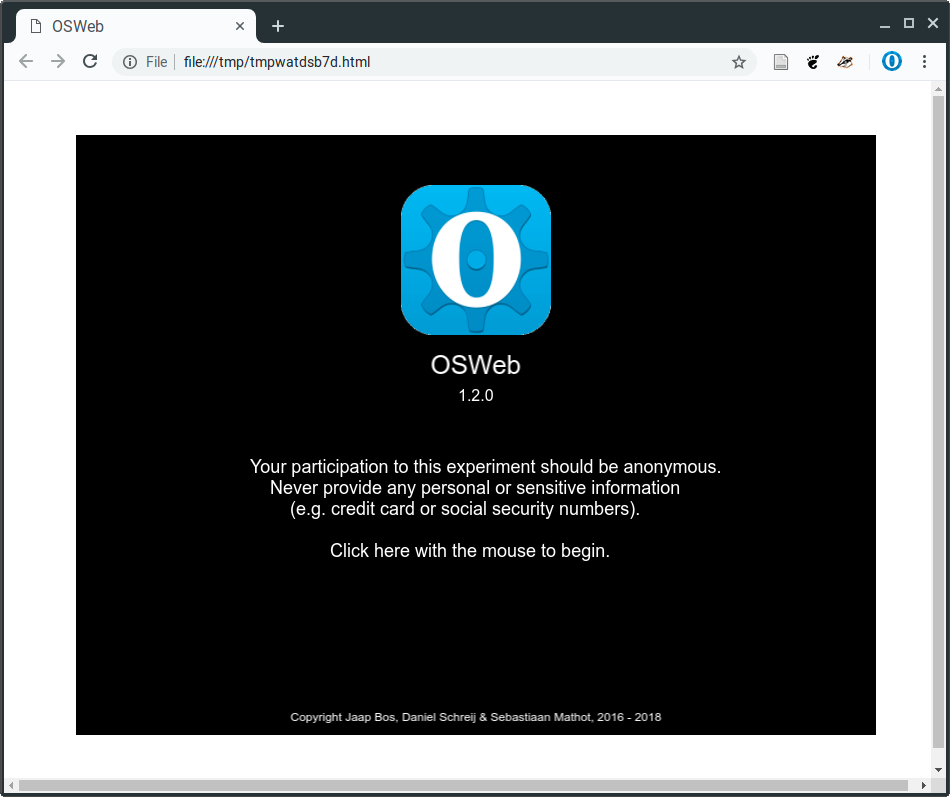 OSWeb
File
file:///tmp/tmpwatdsb7d.html
OSWeb
1.2.0
Your participation to this experiment should be anonymous.
Never provide any personal or sensitive information
(e.g. credit card or social security numbers).
Click here with the mouse to begin.
Copyright Jaap Bos, Daniel Schreij & Sebastiaan Mathot, 2016 - 2018